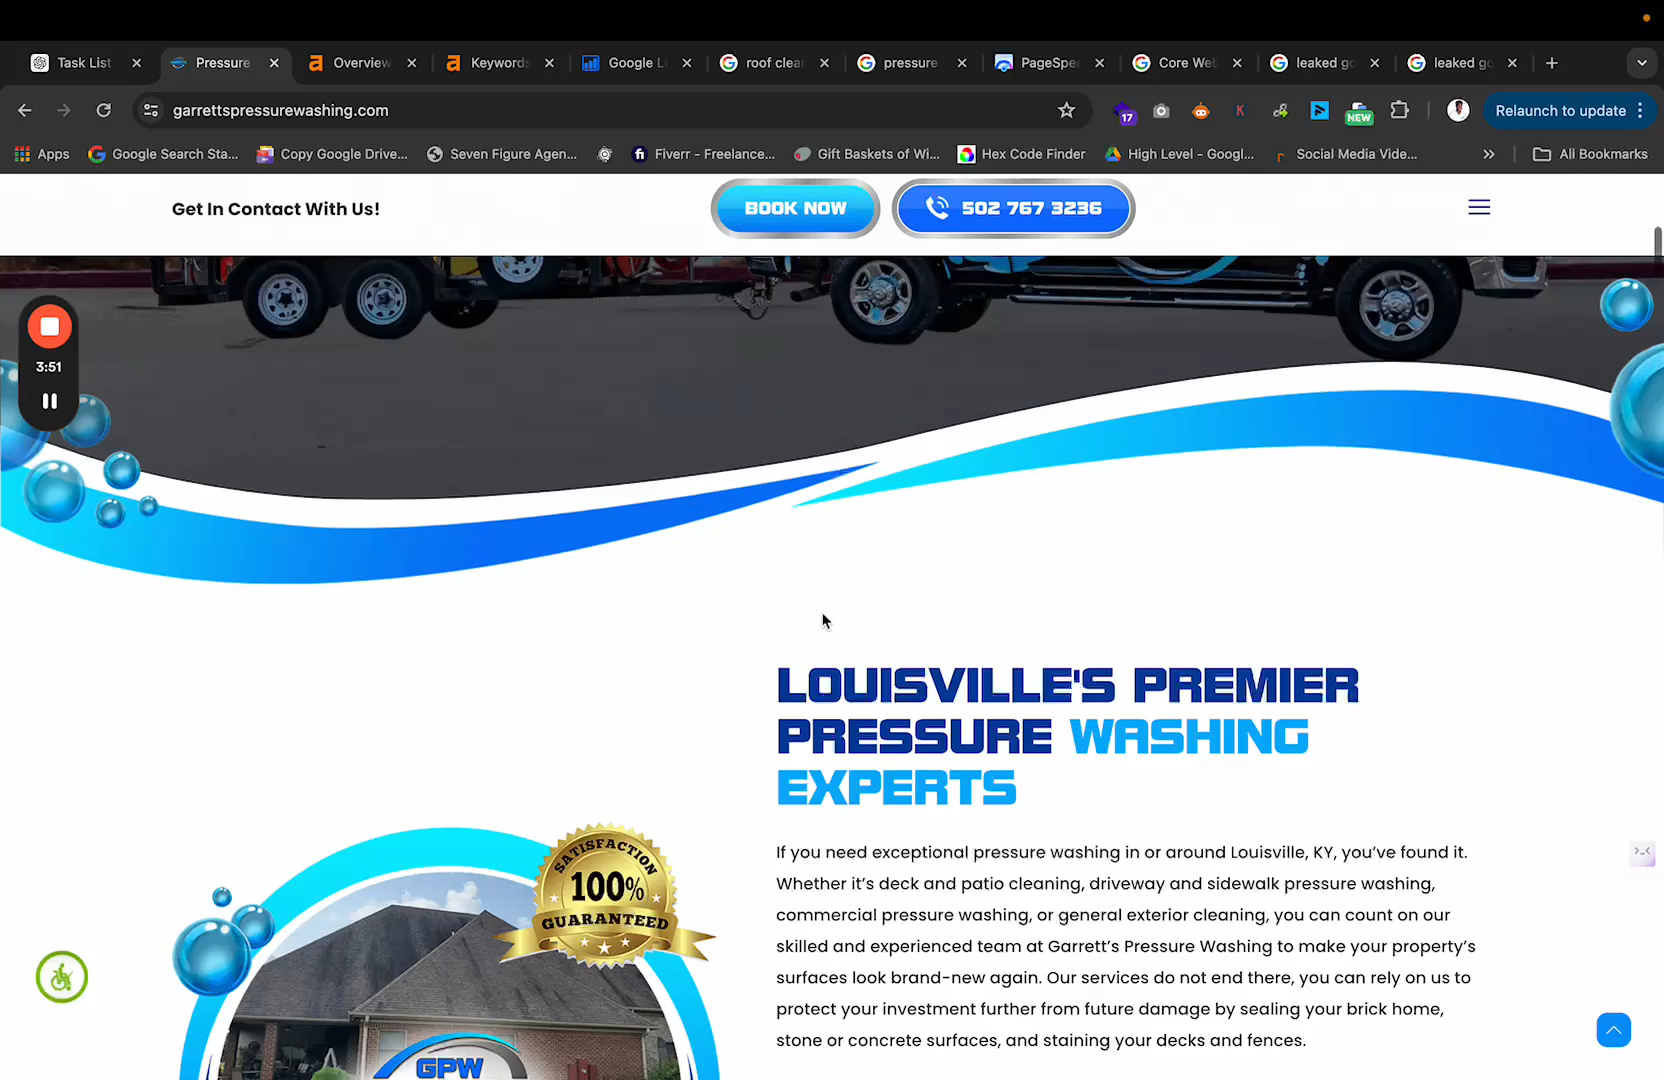 Task List
Pressure
Overview
Keywords
Google L
roof clea
pressure
PageSpe
Core Web
leaked go
leaked go
garrettspressurewashing.com
17
K
NEW
Relaunch to update
Apps
Google Search Sta...
Copy Google Drive...
Seven Figure Agen...
fi
Fiverr – Freelance...
Gift Baskets of Wi...
Hex Code Finder
High Level - Googl...
Social Media Vide...
All Bookmarks
Get In Contact With Us!
BOOK NOW
502 767 3236
3:51
LOUISVILLE'S PREMIER
PRESSURE WASHING
EXPERTS
SATISFACTION
100%
GUARANTEED
GPW
If you need exceptional pressure washing in or around Louisville, KY, you’ve found it.
Whether it’s deck and patio cleaning, driveway and sidewalk pressure washing,
commercial pressure washing, or general exterior cleaning, you can count on our
skilled and experienced team at Garrett’s Pressure Washing to make your property’s
surfaces look brand-new again. Our services do not end there, you can rely on us to
protect your investment further from future damage by sealing your brick home,
stone or concrete surfaces, and staining your decks and fences.